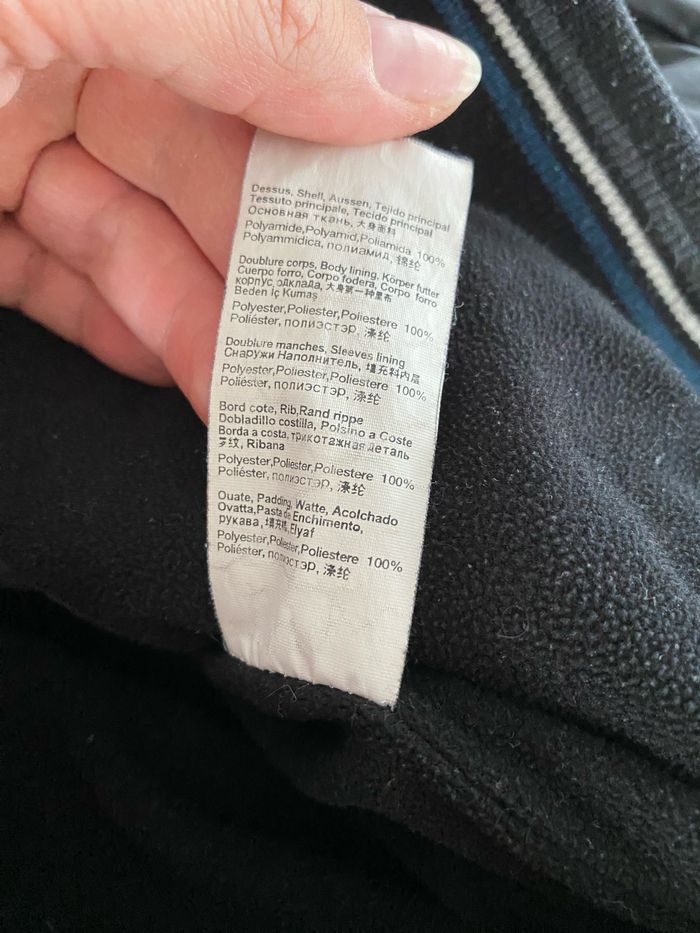 Dessus, Shell, Aussen, Tejido principal
Tessuto principale, Tecido principal
Основная ткань, 大身面料
Polyamide,Polyamid,Poliamida 100%
Polyammidica, полиамид, 锦纶
Doublure corps, Body lining, Körper futter
Cuerpo forro, Corpo fodera, Corpo forro
корпус, эдклада, 大身第一种里布
Beden İç Kumaş
Polyester,Poliester,Poliestere 100%
Poliéster, полиэстэр, 涤纶
Doublure manches, Sleeves lining
Снаружи Наполнитель, 填充料内层
Polyester,Poliester,Poliestere 100%
Poliéster, полиэстэр, 涤纶
Bord cote, Rib,Rand rippe
Dobladillo costilla, Polsino a Coste
Borda a costa, трикотажная деталь
罗纹, Ribana
Polyester,Poliester,Poliestere 100%
Poliéster, полиэстэр, 涤纶
Ouate, Padding, Watte, Acolchado
Ovatta,Pasta de Enchimento,
рукава, 填充棉,Elyaf
Polyester,Poliester,Poliestere 100%
Poliéster, полиэстэр, 涤纶